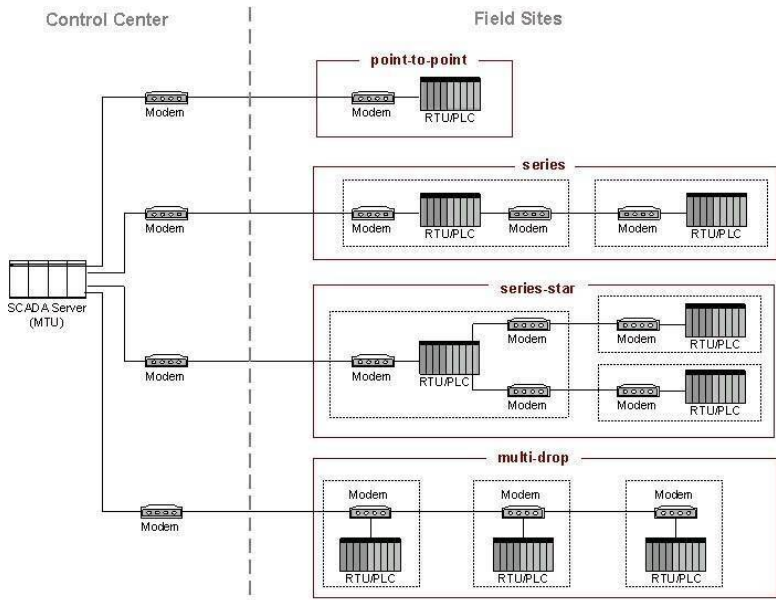 Control Center
Field Sites
point-to-point
Modem
Modem
RTU/PLC
series
Modem
Modem
RTU/PLC
Modem
Modem
RTU/PLC
SCADA Server
(MTU)
series-star
Modem
Modem
RTU/PLC
Modem
Modem
RTU/PLC
Modem
Modem
RTU/PLC
multi-drop
Modem
Modem
RTU/PLC
Modem
RTU/PLC
Modem
RTU/PLC